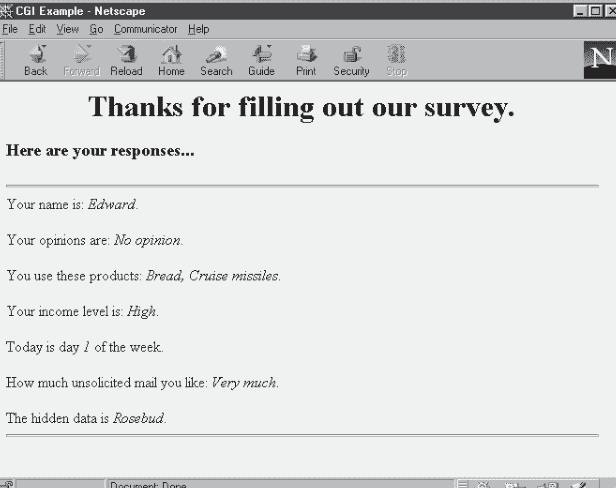 CGI Example - Netscape
File Edit View Go Communicator Help
Back Forward Reload Home Search Guide Print Security Stop
N
Thanks for filling out our survey.
Here are your responses...
Your name is: Edward.
Your opinions are: No opinion.
You use these products: Bread, Cruise missiles.
Your income level is: High.
Today is day 1 of the week.
How much unsolicited mail you like: Very much.
The hidden data is Rosebud.
Document: Done